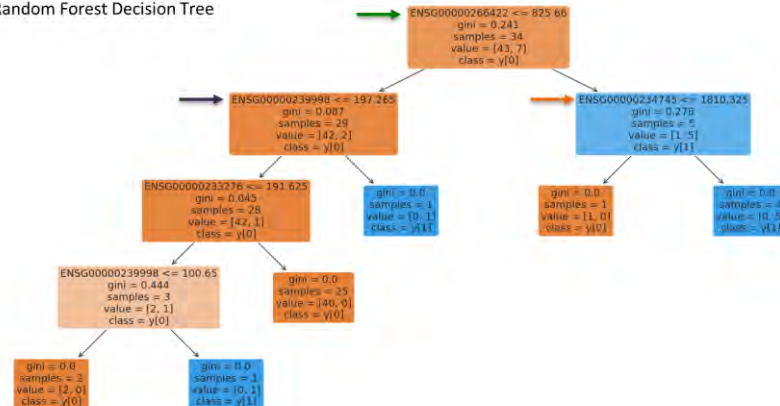 Random Forest Decision Tree
ENSG00000266422 <= 825.66
gini = 0.241
samples = 34
value = [43, 7]
class = y[0]
ENSG00000239998 <= 197.265
gini = 0.087
samples = 29
value = [42, 2]
class = y[0]
ENSG00000234745 <= 1810.325
gini = 0.278
samples = 5
value = [1, 5]
class = y[1]
ENSG00000233276 <= 191.625
gini = 0.045
samples = 28
value = [42, 1]
class = y[0]
gini = 0.0
samples = 1
value = [0, 1]
class = y[1]
gini = 0.0
samples = 1
value = [1, 0]
class = y[0]
gini = 0.0
samples = 4
value = [0, 5]
class = y[1]
ENSG00000239998 <= 100.65
gini = 0.444
samples = 3
value = [2, 1]
class = y[0]
gini = 0.0
samples = 25
value = [40, 0]
class = y[0]
gini = 0.0
samples = 2
value = [2, 0]
class = y[0]
gini = 0.0
samples = 1
value = [0, 1]
class = y[1]